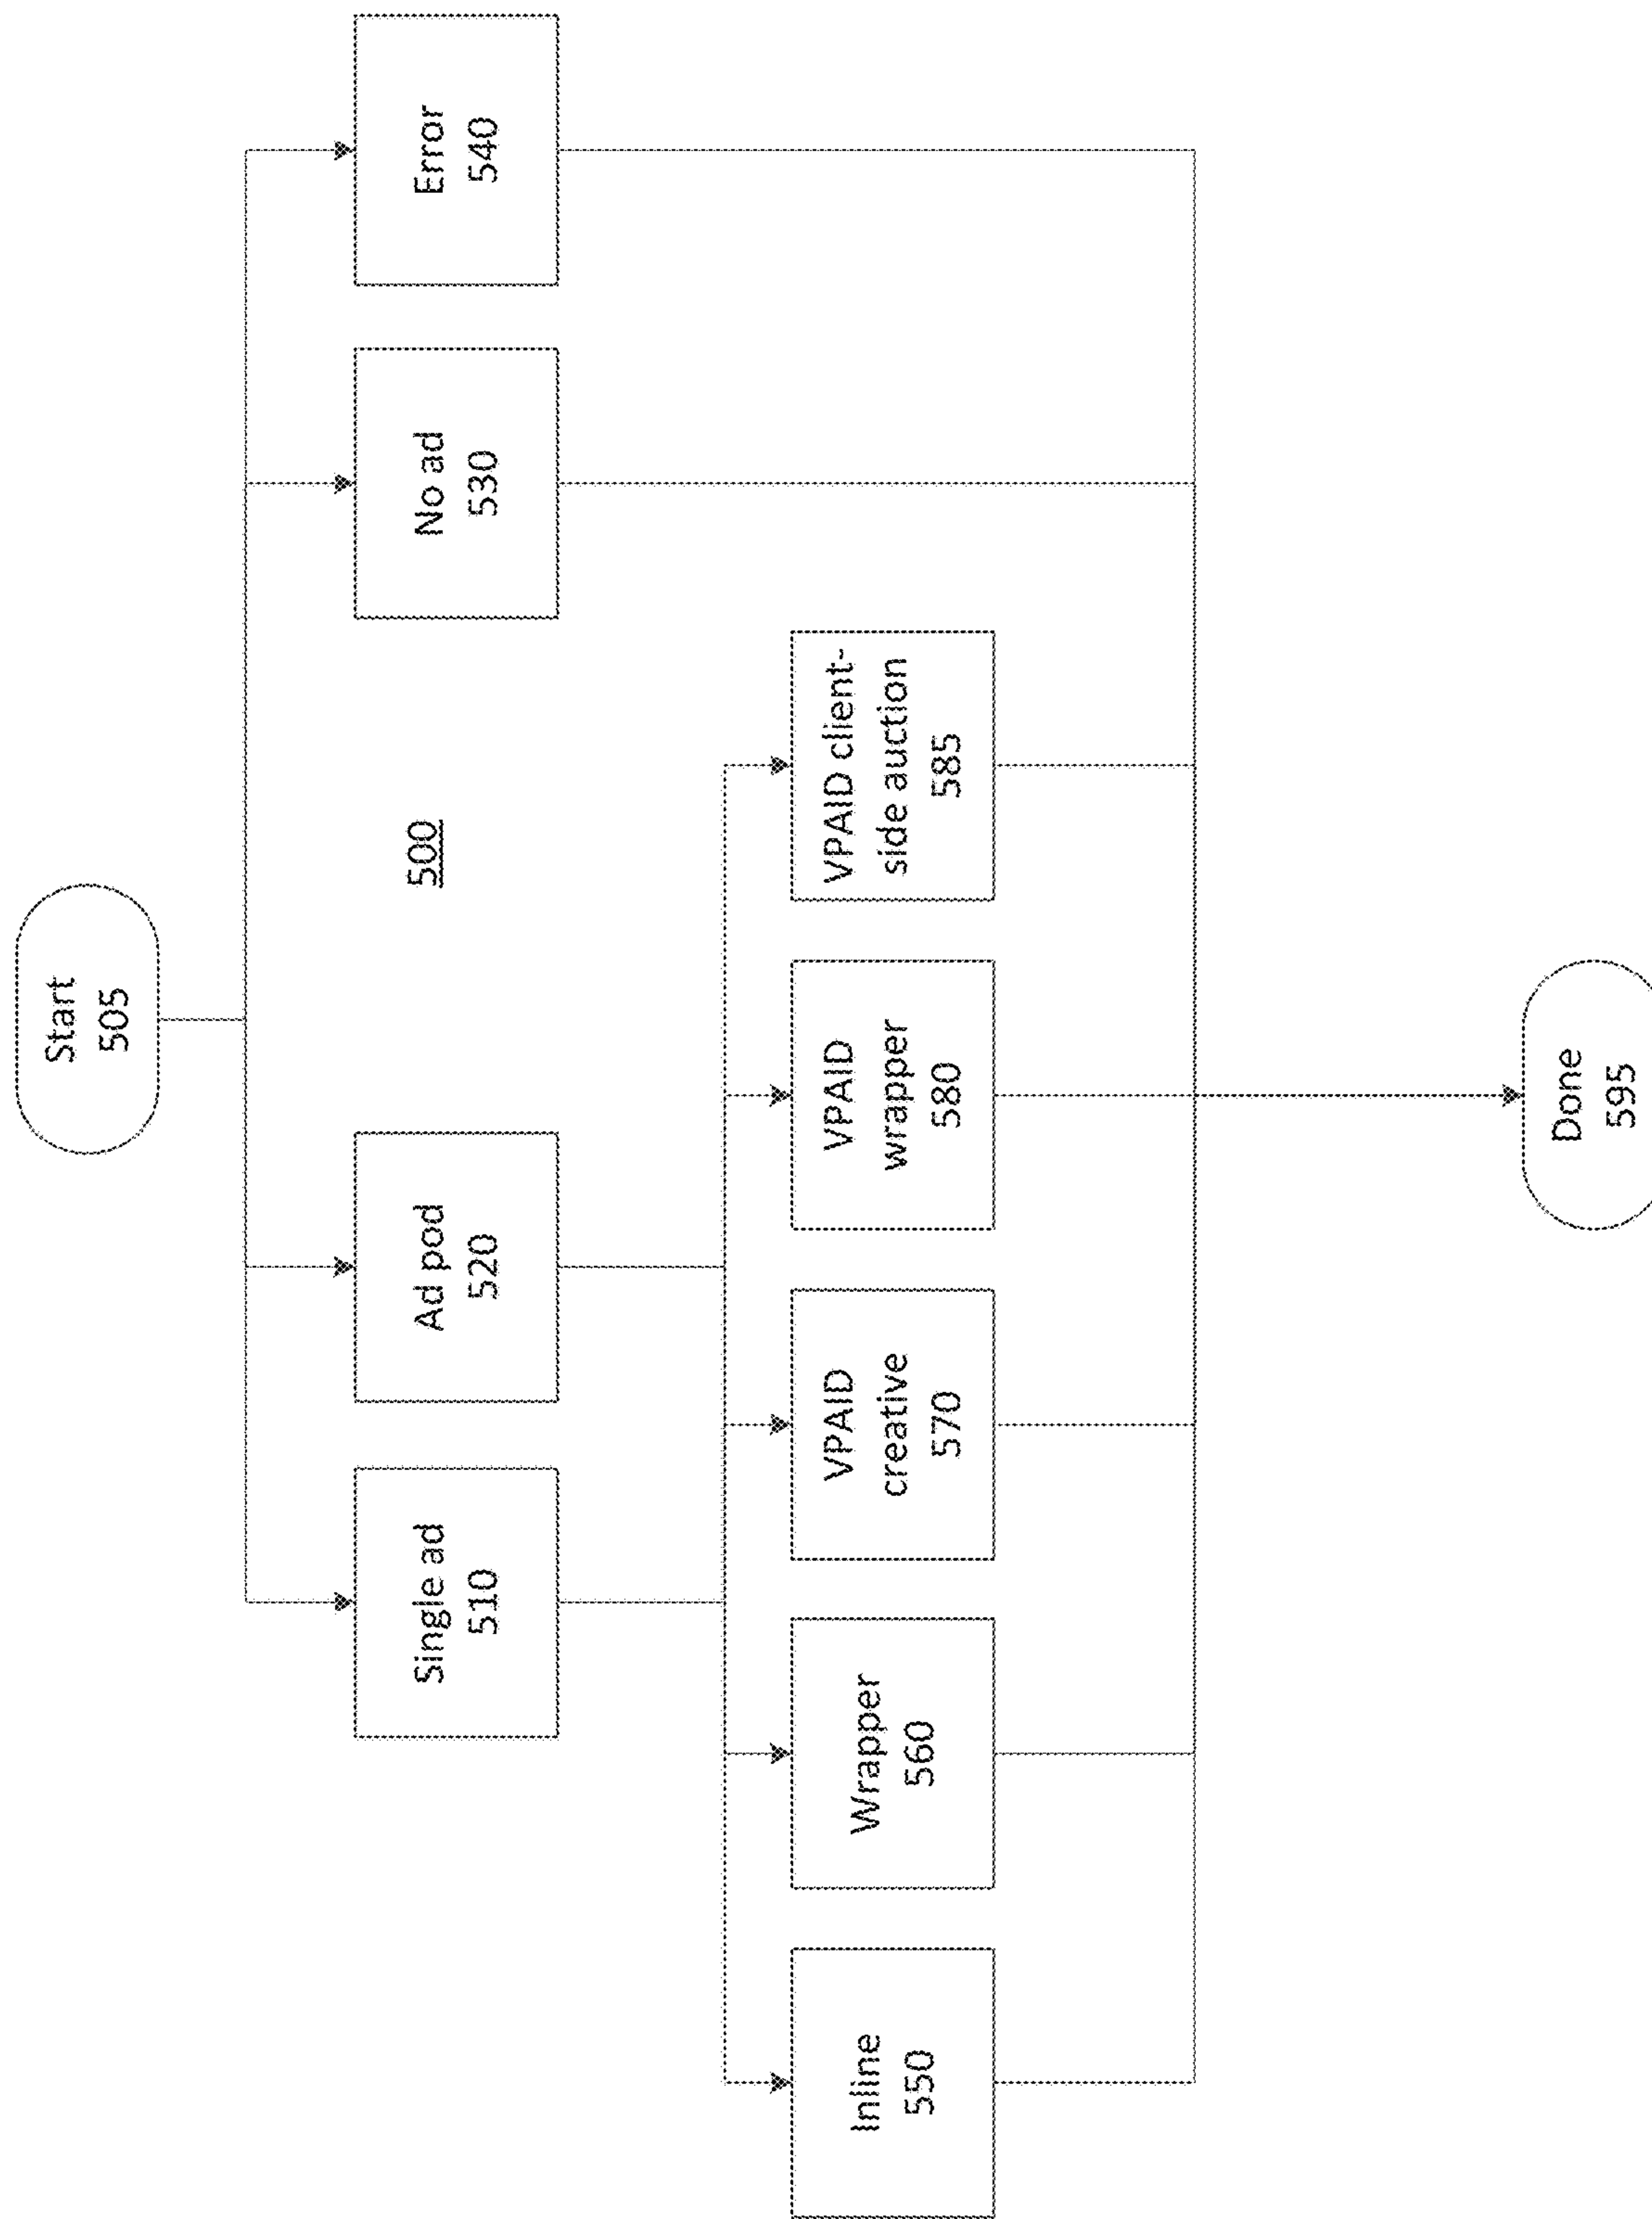 Start
505
Single ad
510
Ad pod
520
500
No ad
530
Error
540
Inline
550
Wrapper
560
VPAID
creative
570
VPAID
wrapper
580
VPAID client-
side auction
585
Done
595